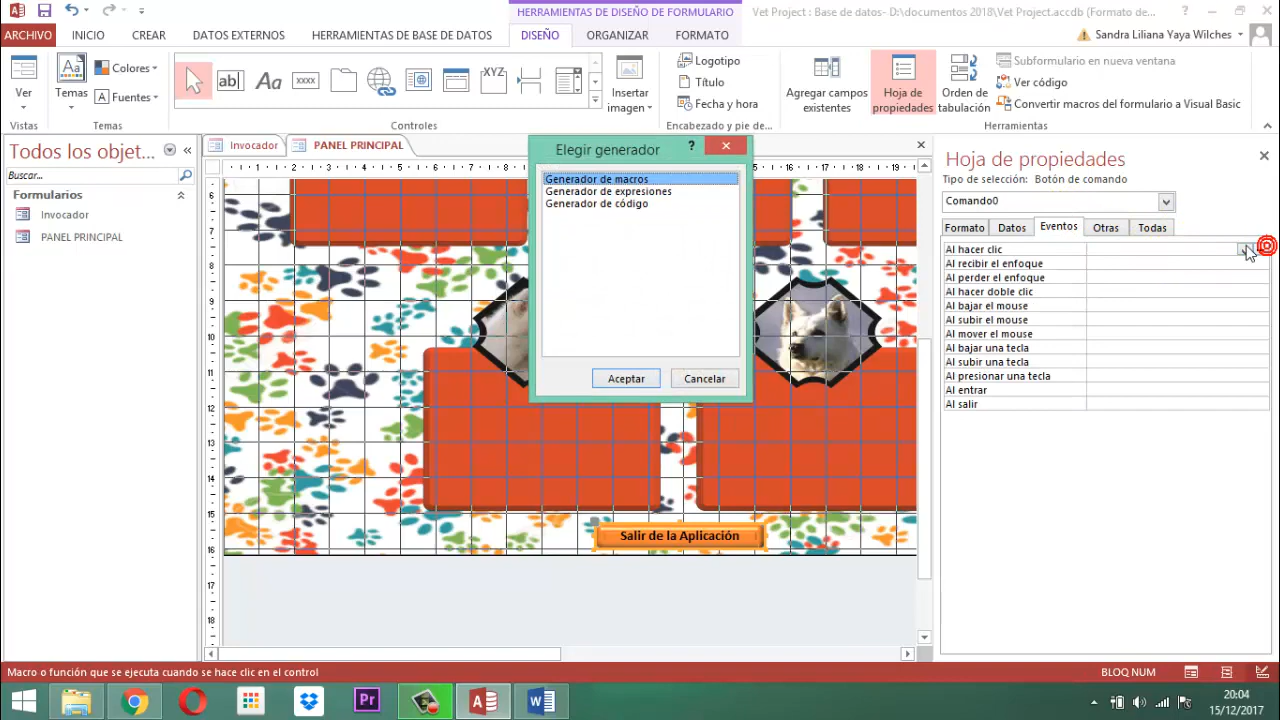 HERRAMIENTAS DE DISEÑO DE FORMULARIO
Vet Project : Base de datos- D:\documentos 2018\Vet Project.accdb (Formato de...
ARCHIVO INICIO CREAR DATOS EXTERNOS HERRAMIENTAS DE BASE DE DATOS DISEÑO ORGANIZAR FORMATO
Sandra Liliana Yaya Wilches
Ver
Temas
Colores
Fuentes
ab|
Aa
xxxx
XYZ
Insertar
imagen
Logotipo
Título
Fecha y hora
Agregar campos
existentes
Hoja de
propiedades
Orden de
tabulación
Subformulario en nueva ventana
Ver código
Convertir macros del formulario a Visual Basic
Vistas Temas Controles Encabezado y pie de... Herramientas
Todos los objet...
Buscar...
Formularios
Invocador
PANEL PRINCIPAL
Invocador PANEL PRINCIPAL
Elegir generador
?
Generador de macros
Generador de expresiones
Generador de código
Aceptar Cancelar
Salir de la Aplicación
Hoja de propiedades
Tipo de selección: Botón de comando
Comando0
Formato Datos Eventos Otras Todas
Al hacer clic
Al recibir el enfoque
Al perder el enfoque
Al hacer doble clic
Al bajar el mouse
Al subir el mouse
Al mover el mouse
Al bajar una tecla
Al subir una tecla
Al presionar una tecla
Al entrar
Al salir
Macro o función que se ejecuta cuando se hace clic en el control
BLOQ NUM
Pr
20:04
15/12/2017